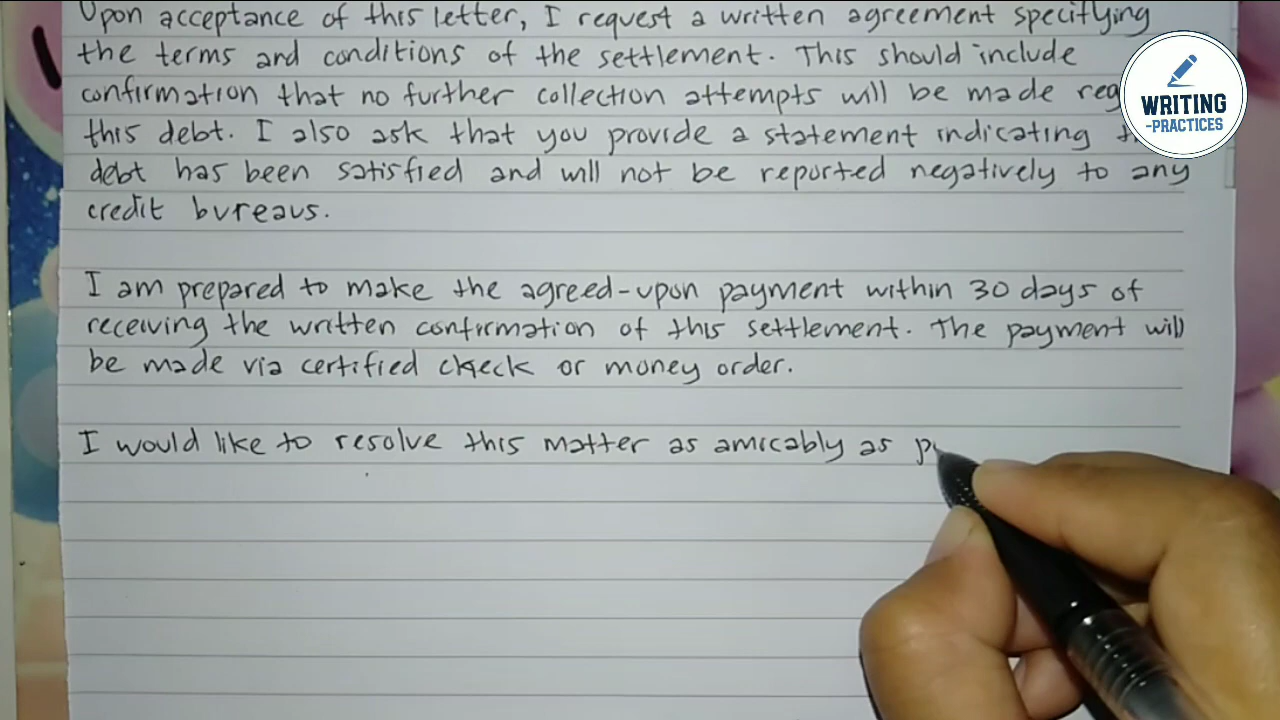 Upon acceptance of this letter, I request a written agreement specifying
the terms and conditions of the settlement. This should include
confirmation that no further collection attempts will be made reg
this debt. I also ask that you provide a statement indicating
debt has been satisfied and will not be reported negatively to any
credit bureaus.
I am prepared to make the agreed-upon payment within 30 days of
receiving the written confirmation of this settlement. The payment will
be made via certified check or money order.
I would like to resolve this matter as amicably as p
WRITING
-PRACTICES